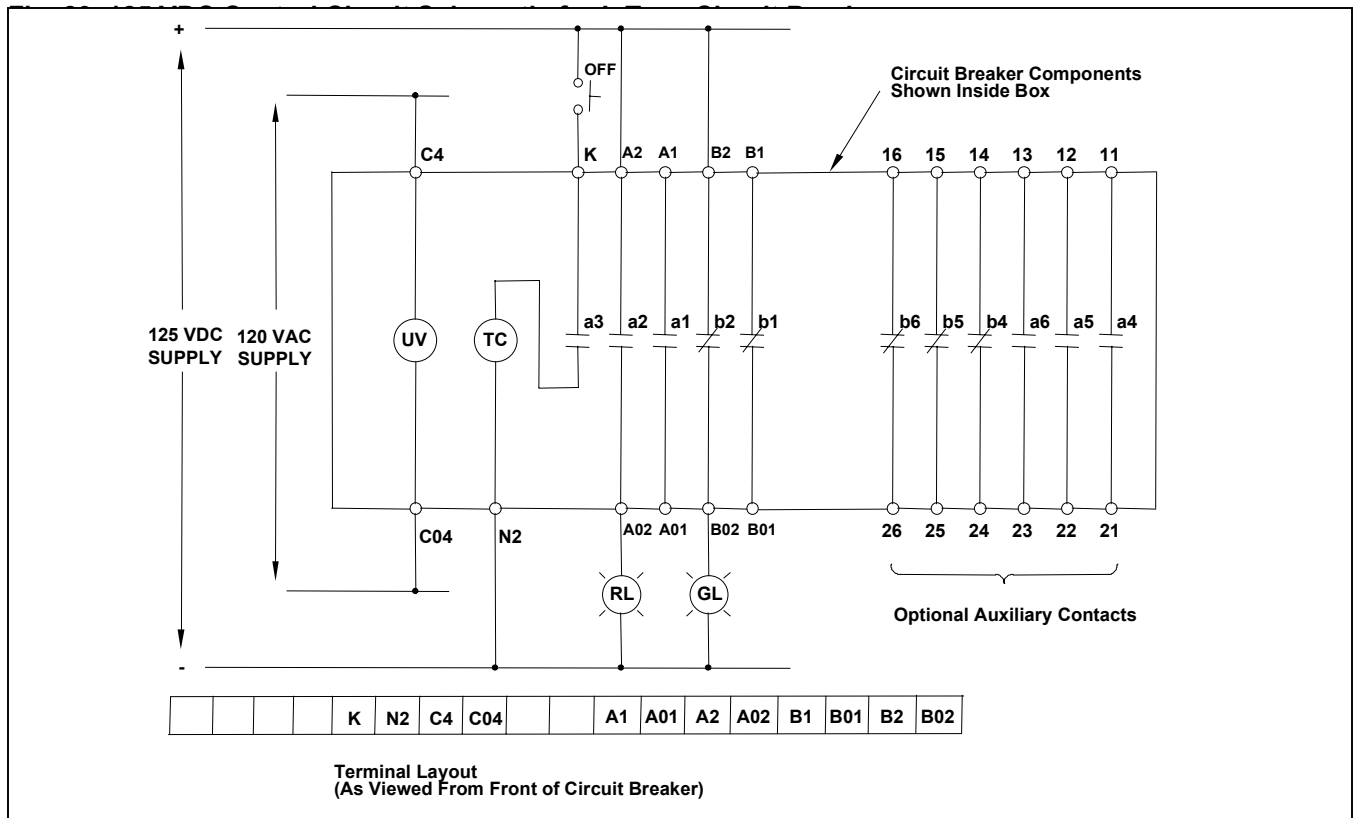 +
OFF
Circuit Breaker Components
Shown Inside Box
C4 K A2 A1 B2 B1 16 15 14 13 12 11
125 VDC
SUPPLY
120 VAC
SUPPLY
UV TC a3 a2 a1 b2 b1 b6 b5 b4 a6 a5 a4
C04 N2 A02 A01 B02 B01 26 25 24 23 22 21
RL GL
Optional Auxiliary Contacts
-
K N2 C4 C04 A1 A01 A2 A02 B1 B01 B2 B02
Terminal Layout
(As Viewed From Front of Circuit Breaker)